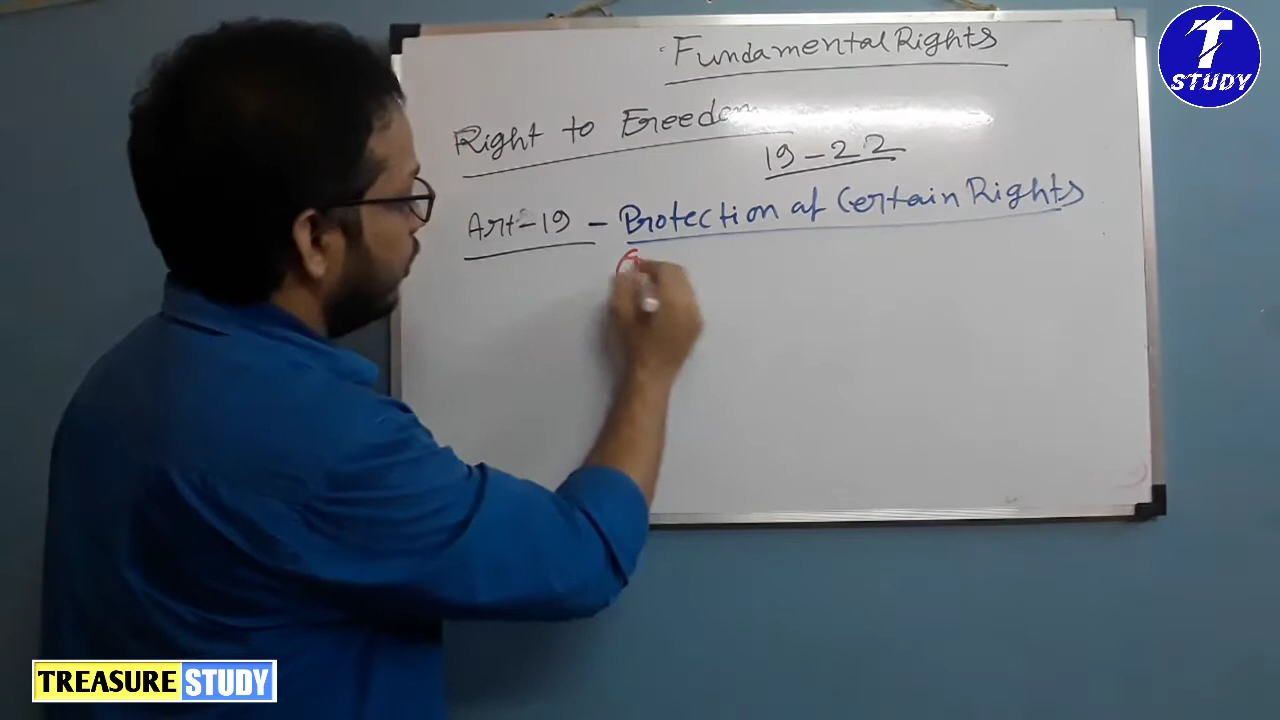 Fundamental Rights
Right to Freedom
19-22
Art-19 - Protection of Certain Rights
T
STUDY
TREASURE STUDY